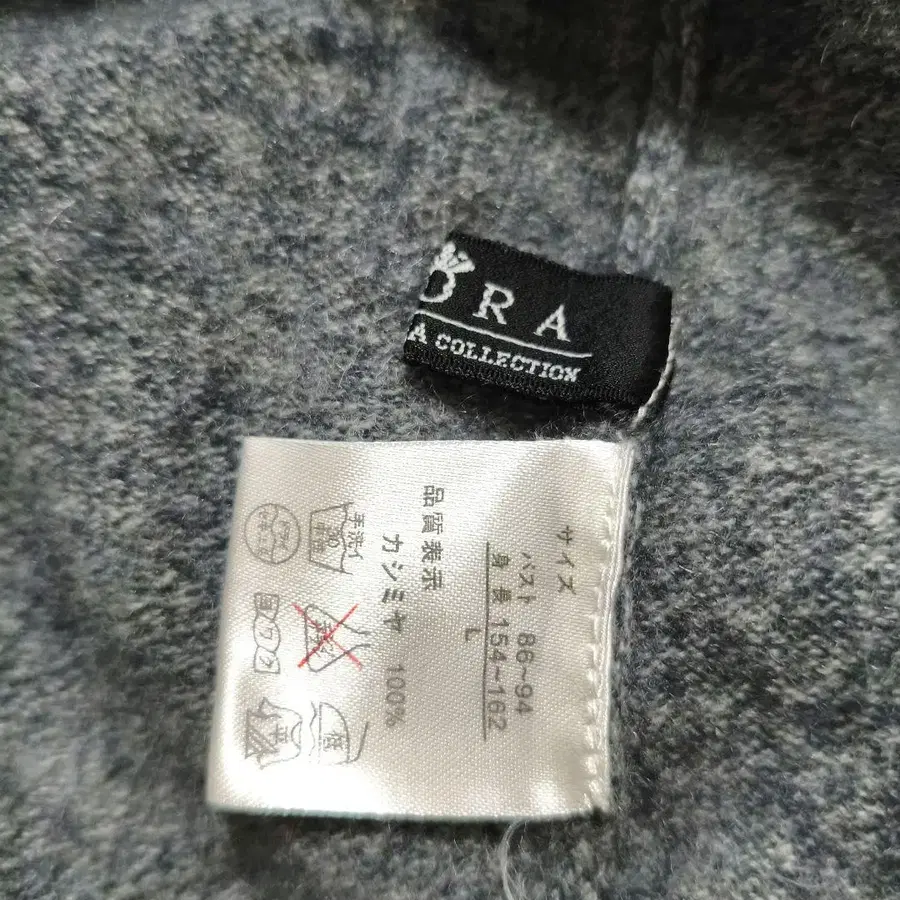 ORA
A COLLECTION
サイズ
バスト 86~94
身長 154~162
L
品質表示
カシミヤ 100%
手洗イ
30